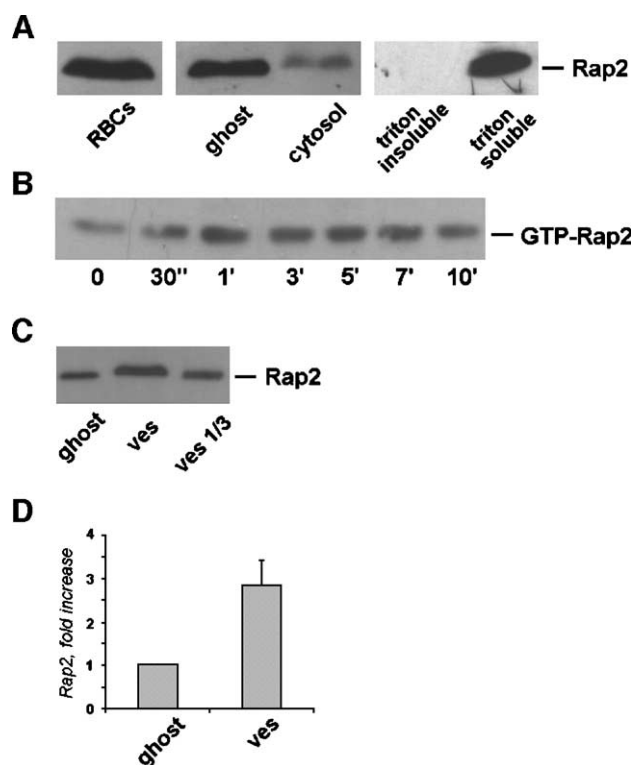 A
Rap2
RBCs
ghost
cytosol
triton
insoluble
triton
soluble
B
GTP-Rap2
0 30'' 1' 3' 5' 7' 10'
C
Rap2
ghost
ves
ves 1/3
D
Rap2, fold increase
4
3
2
1
0
ghost
ves